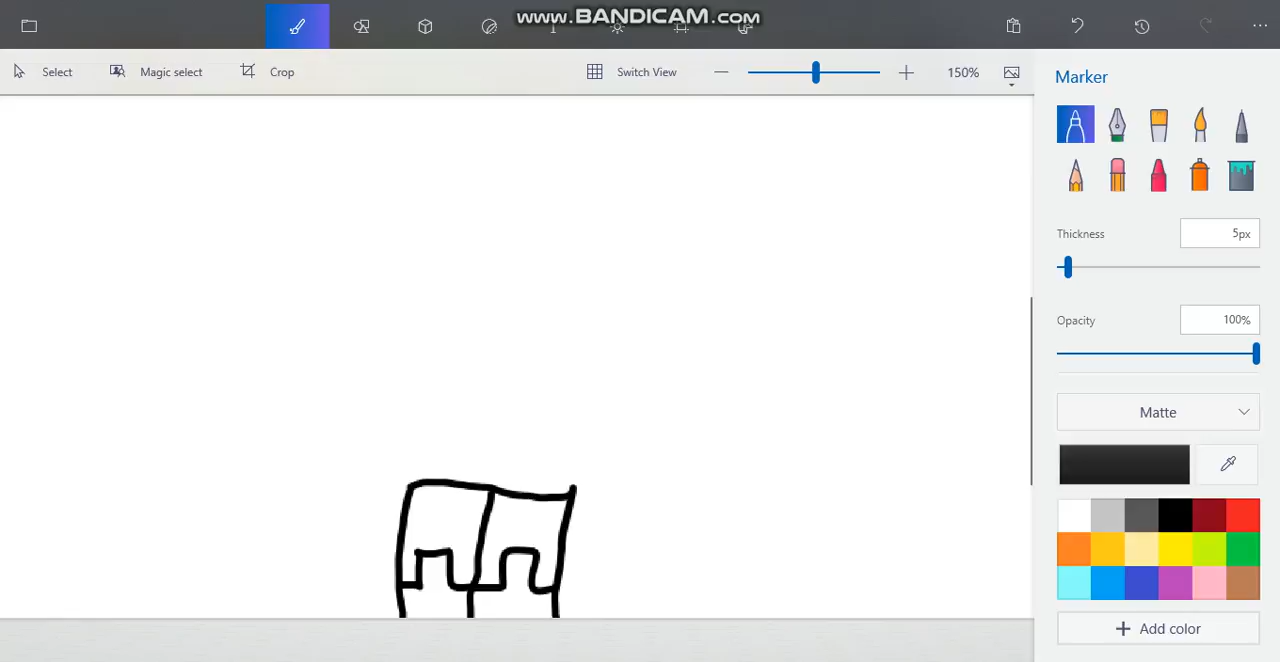 www.BANDICAM.com
Select
Magic select
Crop
Switch View
150%
Marker
Thickness
5px
Opacity
100%
Matte
Add color